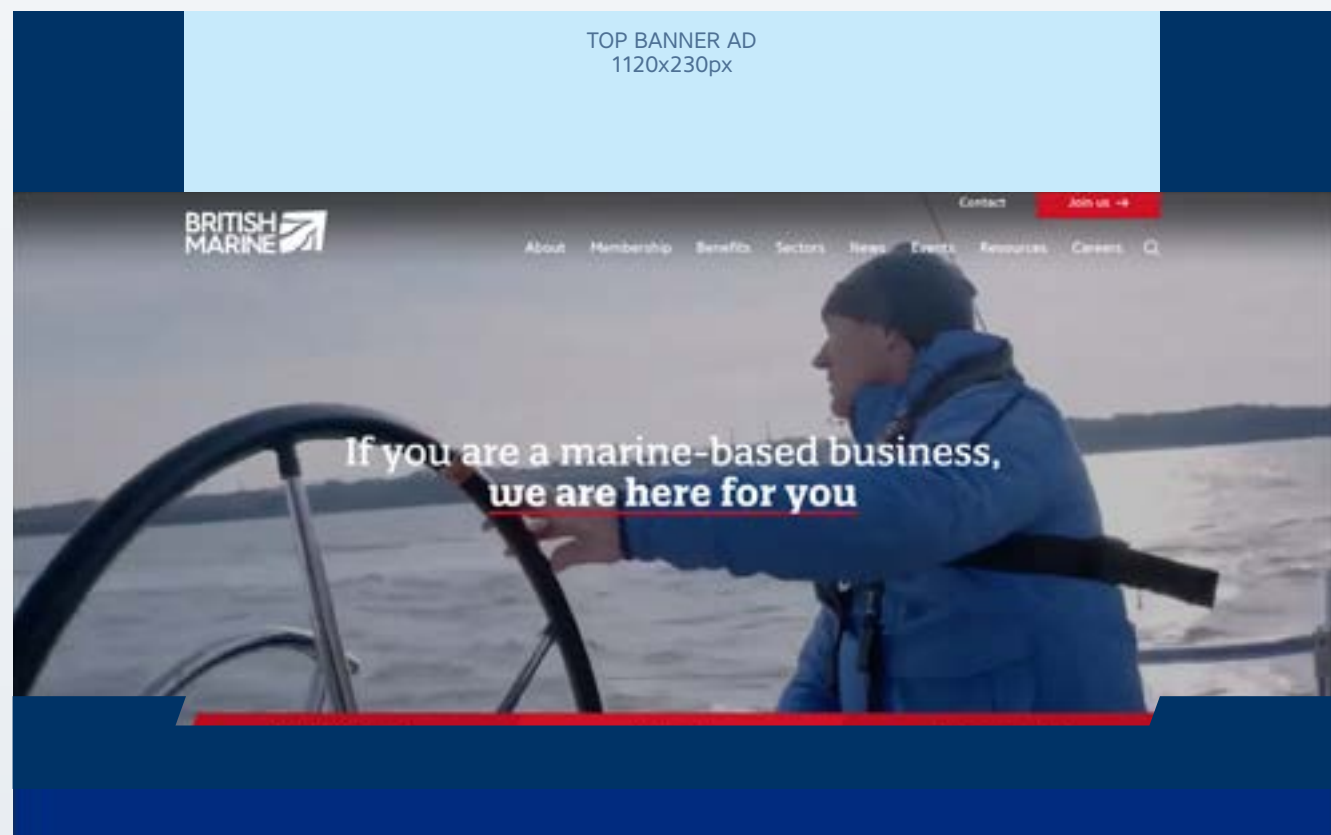 TOP BANNER AD
1120x230px
Contact
Join us →
BRITISH
MARINE
About Membership Benefits Sectors News Events Resources Careers
If you are a marine-based business,
we are here for you